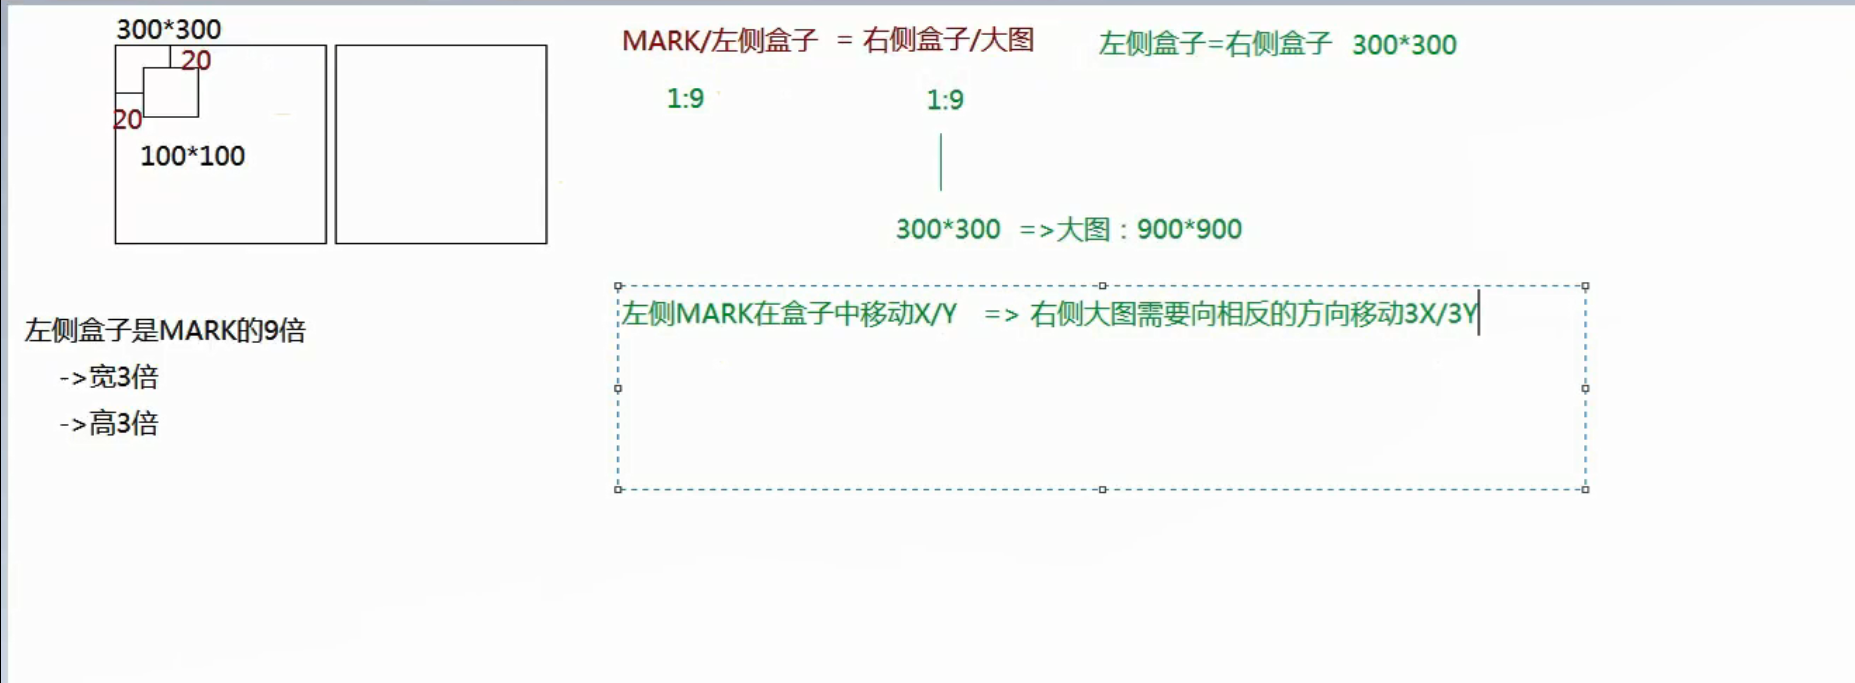 300*300
20
20
100*100
MARK/左侧盒子 = 右侧盒子/大图
左侧盒子=右侧盒子 300*300
1:9
1:9
300*300 =>大图：900*900
左侧MARK在盒子中移动X/Y => 右侧大图需要向相反的方向移动3X/3Y
左侧盒子是MARK的9倍
->宽3倍
->高3倍